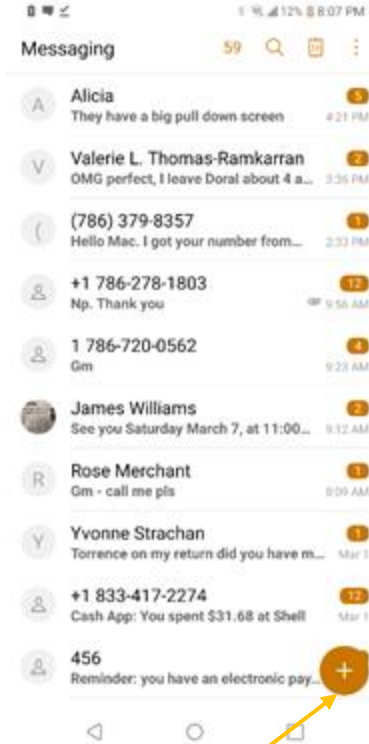 12% 8:07 PM
Messaging 59
A Alicia 5
They have a big pull down screen 4:21 PM
V Valerie L. Thomas-Ramkarran 2
OMG perfect, I leave Doral about 4 a... 3:36 PM
( (786) 379-8357 1
Hello Mac. I got your number from... 2:33 PM
+1 786-278-1803 12
Np. Thank you 9:56 AM
1 786-720-0562 4
Gm 9:23 AM
James Williams 2
See you Saturday March 7, at 11:00... 9:12 AM
R Rose Merchant 1
Gm - call me pls 8:09 AM
Y Yvonne Strachan 1
Torrence on my return did you have m... Mar 1
+1 833-417-2274 12
Cash App: You spent $31.68 at Shell Mar 1
456
Reminder: you have an electronic pay...
+